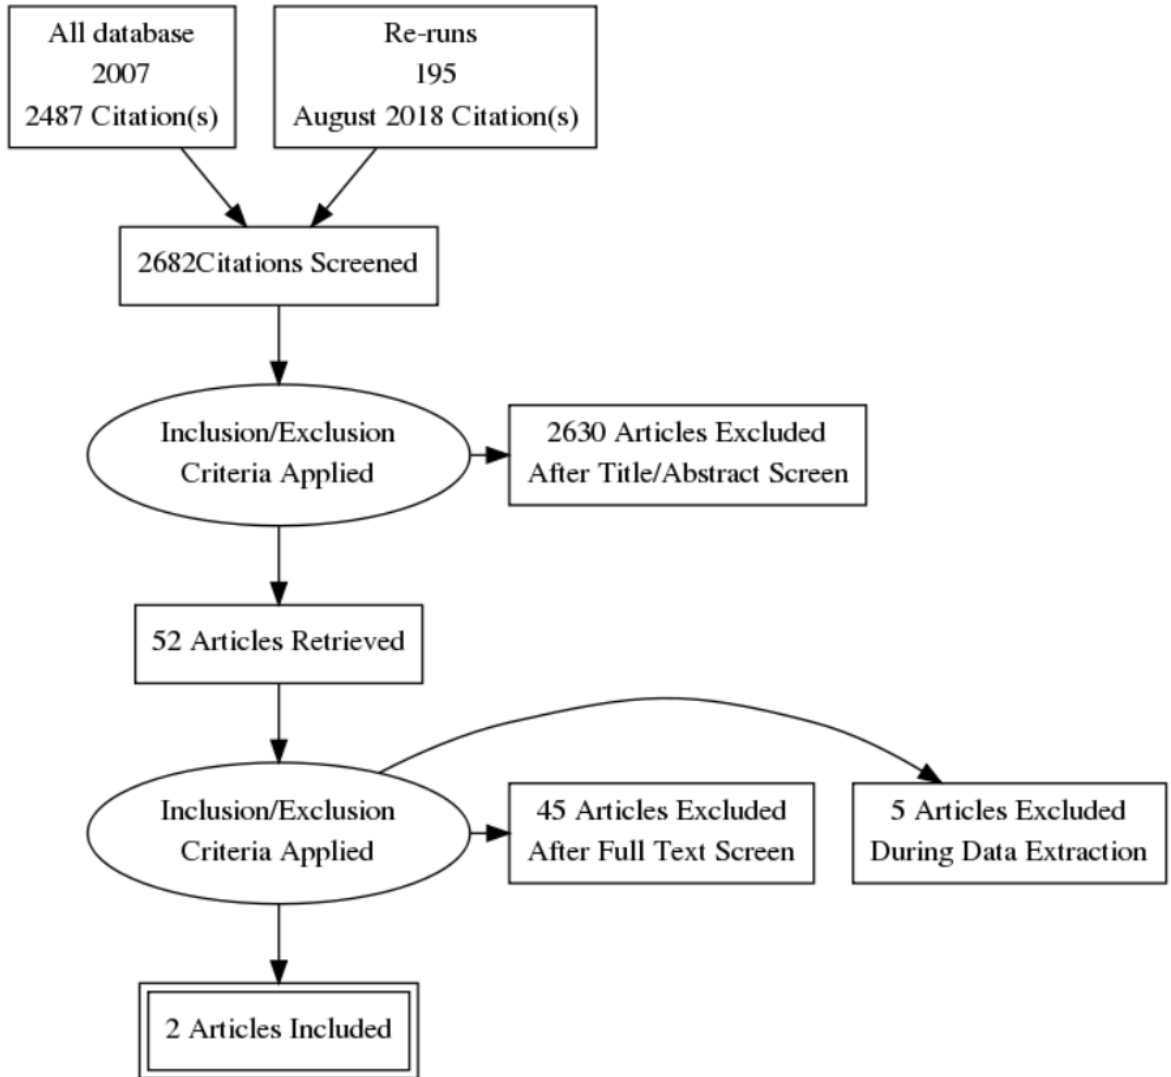 All database
2007
2487 Citation(s)
Re-runs
195
August 2018 Citation(s)
2682Citations Screened
Inclusion/Exclusion
Criteria Applied
2630 Articles Excluded
After Title/Abstract Screen
52 Articles Retrieved
Inclusion/Exclusion
Criteria Applied
45 Articles Excluded
After Full Text Screen
5 Articles Excluded
During Data Extraction
2 Articles Included